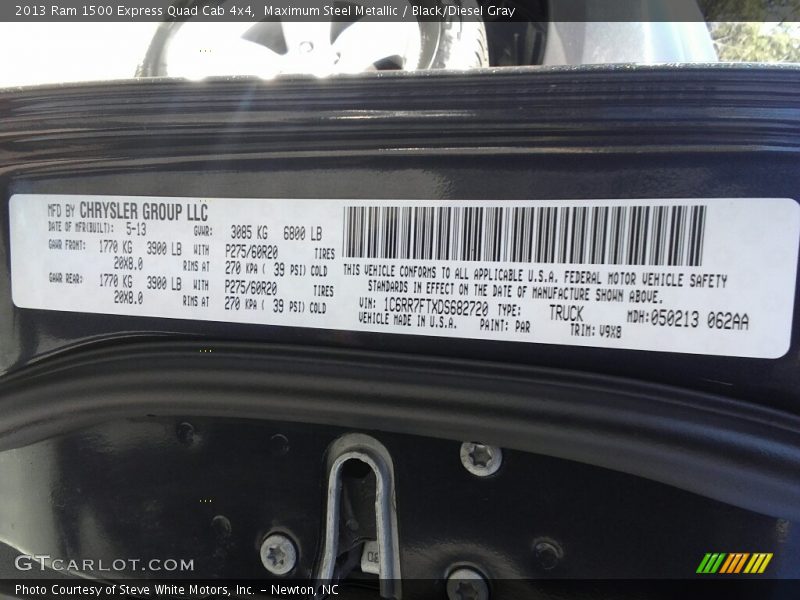 2013 Ram 1500 Express Quad Cab 4x4, Maximum Steel Metallic / Black/Diesel Gray
MFD BY CHRYSLER GROUP LLC
DATE OF MFR(BUILT): 5-13 GVWR: 3085 KG 6800 LB
GAWR FRONT: 1770 KG 3900 LB WITH P275/60R20 TIRES
20X8.0 RIMS AT 270 KPA ( 39 PSI) COLD
GAWR REAR: 1770 KG 3900 LB WITH P275/60R20 TIRES
20X8.0 RIMS AT 270 KPA ( 39 PSI) COLD
THIS VEHICLE CONFORMS TO ALL APPLICABLE U.S.A. FEDERAL MOTOR VEHICLE SAFETY
STANDARDS IN EFFECT ON THE DATE OF MANUFACTURE SHOWN ABOVE.
VIN: 1C6RR7FTXDS682720 TYPE: TRUCK MDH:050213 062AA
VEHICLE MADE IN U.S.A. PAINT: PAR TRIM: V9X8
GTCARLOT.COM
Photo Courtesy of Steve White Motors, Inc. – Newton, NC